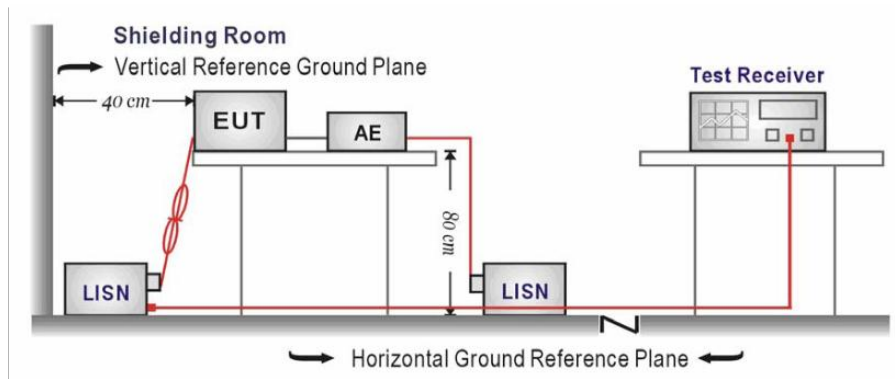 Shielding Room
Vertical Reference Ground Plane
40 cm
EUT
AE
Test Receiver
80 cm
LISN
LISN
Horizontal Ground Reference Plane